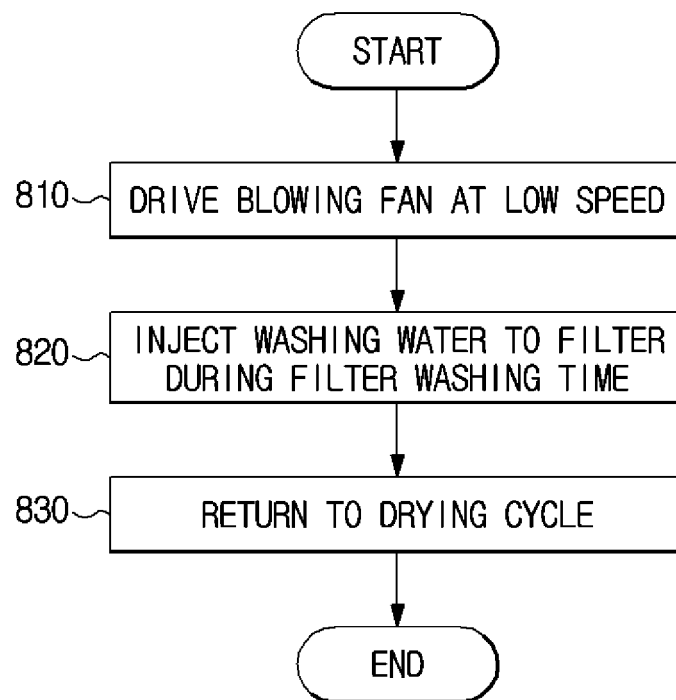 START
810 DRIVE BLOWING FAN AT LOW SPEED
820 INJECT WASHING WATER TO FILTER
DURING FILTER WASHING TIME
830 RETURN TO DRYING CYCLE
END